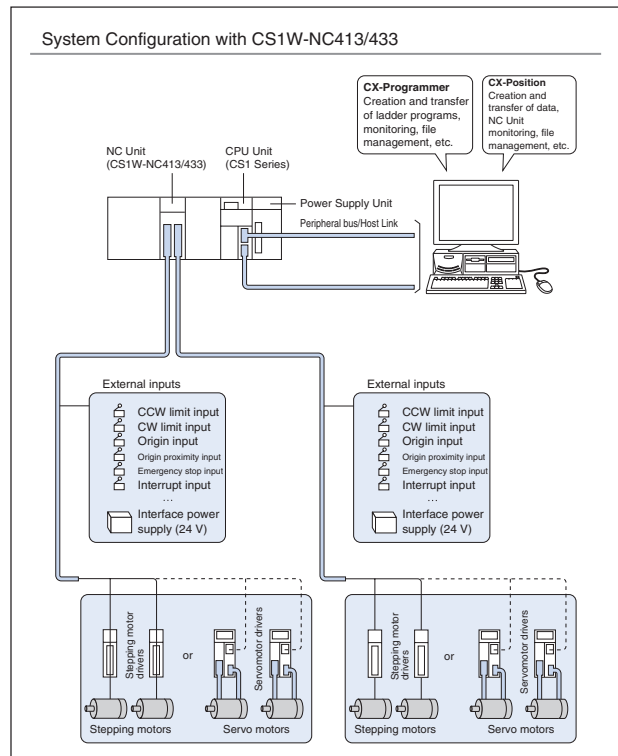 System Configuration with CS1W-NC413/433
CX-Programmer
Creation and transfer
of ladder programs,
monitoring, file
management, etc.
CX-Position
Creation and
transfer of data,
NC Unit
monitoring, file
management, etc.
NC Unit
(CS1W-NC413/433)
CPU Unit
(CS1 Series)
Power Supply Unit
Peripheral bus/Host Link
External inputs
CCW limit input
CW limit input
Origin input
Origin proximity input
Emergency stop input
Interrupt input
...
Interface power
supply (24 V)
External inputs
CCW limit input
CW limit input
Origin input
Origin proximity input
Emergency stop input
Interrupt input
...
Interface power
supply (24 V)
Stepping motor
drivers
or
Servomotor drivers
Stepping motors
Servo motors
Stepping motor
drivers
or
Servomotor drivers
Stepping motors
Servo motors